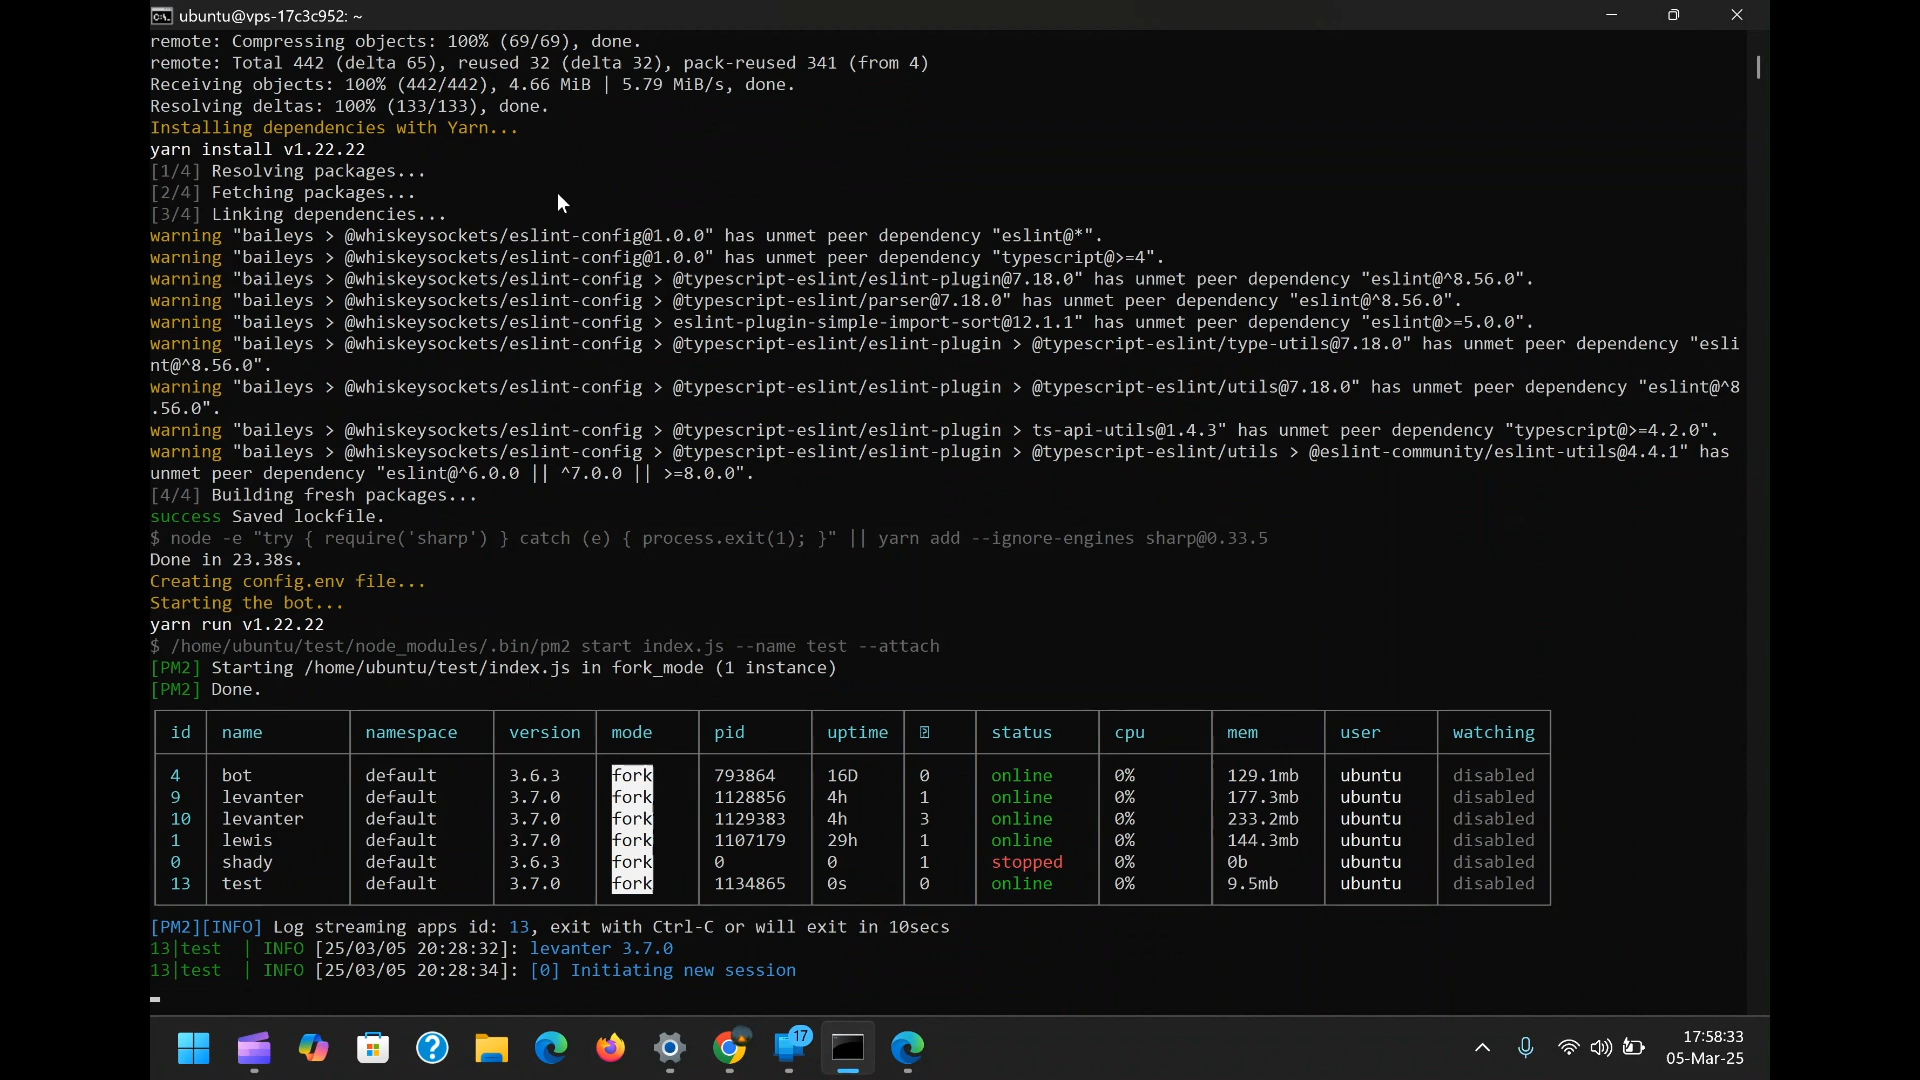 ubuntu@vps-17c3c952: ~
remote: Compressing objects: 100% (69/69), done.
remote: Total 442 (delta 65), reused 32 (delta 32), pack-reused 341 (from 4)
Receiving objects: 100% (442/442), 4.66 MiB | 5.79 MiB/s, done.
Resolving deltas: 100% (133/133), done.
Installing dependencies with Yarn...
yarn install v1.22.22
[1/4] Resolving packages...
[2/4] Fetching packages...
[3/4] Linking dependencies...
warning "baileys > @whiskeysockets/eslint-config@1.0.0" has unmet peer dependency "eslint@*".
warning "baileys > @whiskeysockets/eslint-config@1.0.0" has unmet peer dependency "typescript@>=4".
warning "baileys > @whiskeysockets/eslint-config > @typescript-eslint/eslint-plugin@7.18.0" has unmet peer dependency "eslint@^8.56.0".
warning "baileys > @whiskeysockets/eslint-config > @typescript-eslint/parser@7.18.0" has unmet peer dependency "eslint@^8.56.0".
warning "baileys > @whiskeysockets/eslint-config > eslint-plugin-simple-import-sort@12.1.1" has unmet peer dependency "eslint@>=5.0.0".
warning "baileys > @whiskeysockets/eslint-config > @typescript-eslint/eslint-plugin > @typescript-eslint/type-utils@7.18.0" has unmet peer dependency "esli
nt@^8.56.0".
warning "baileys > @whiskeysockets/eslint-config > @typescript-eslint/eslint-plugin > @typescript-eslint/utils@7.18.0" has unmet peer dependency "eslint@^8
.56.0".
warning "baileys > @whiskeysockets/eslint-config > @typescript-eslint/eslint-plugin > ts-api-utils@1.4.3" has unmet peer dependency "typescript@>=4.2.0".
warning "baileys > @whiskeysockets/eslint-config > @typescript-eslint/eslint-plugin > @typescript-eslint/utils > @eslint-community/eslint-utils@4.4.1" has
unmet peer dependency "eslint@^6.0.0 || ^7.0.0 || >=8.0.0".
[4/4] Building fresh packages...
success Saved lockfile.
$ node -e "try { require('sharp') } catch (e) { process.exit(1); }" || yarn add --ignore-engines sharp@0.33.5
Done in 23.38s.
Creating config.env file...
Starting the bot...
yarn run v1.22.22
$ /home/ubuntu/test/node_modules/.bin/pm2 start index.js --name test --attach
[PM2] Starting /home/ubuntu/test/index.js in fork_mode (1 instance)
[PM2] Done.
id name namespace version mode pid uptime status cpu mem user watching
4 bot default 3.6.3 fork 793864 16D 0 online 0% 129.1mb ubuntu disabled
9 levanter default 3.7.0 fork 1128856 4h 1 online 0% 177.3mb ubuntu disabled
10 levanter default 3.7.0 fork 1129383 4h 3 online 0% 233.2mb ubuntu disabled
1 lewis default 3.7.0 fork 1107179 29h 1 online 0% 144.3mb ubuntu disabled
0 shady default 3.6.3 fork 0 0 1 stopped 0% 0b ubuntu disabled
13 test default 3.7.0 fork 1134865 0s 0 online 0% 9.5mb ubuntu disabled
[PM2][INFO] Log streaming apps id: 13, exit with Ctrl-C or will exit in 10secs
13|test | INFO [25/03/05 20:28:32]: levanter 3.7.0
13|test | INFO [25/03/05 20:28:34]: [0] Initiating new session
17
17:58:33
05-Mar-25